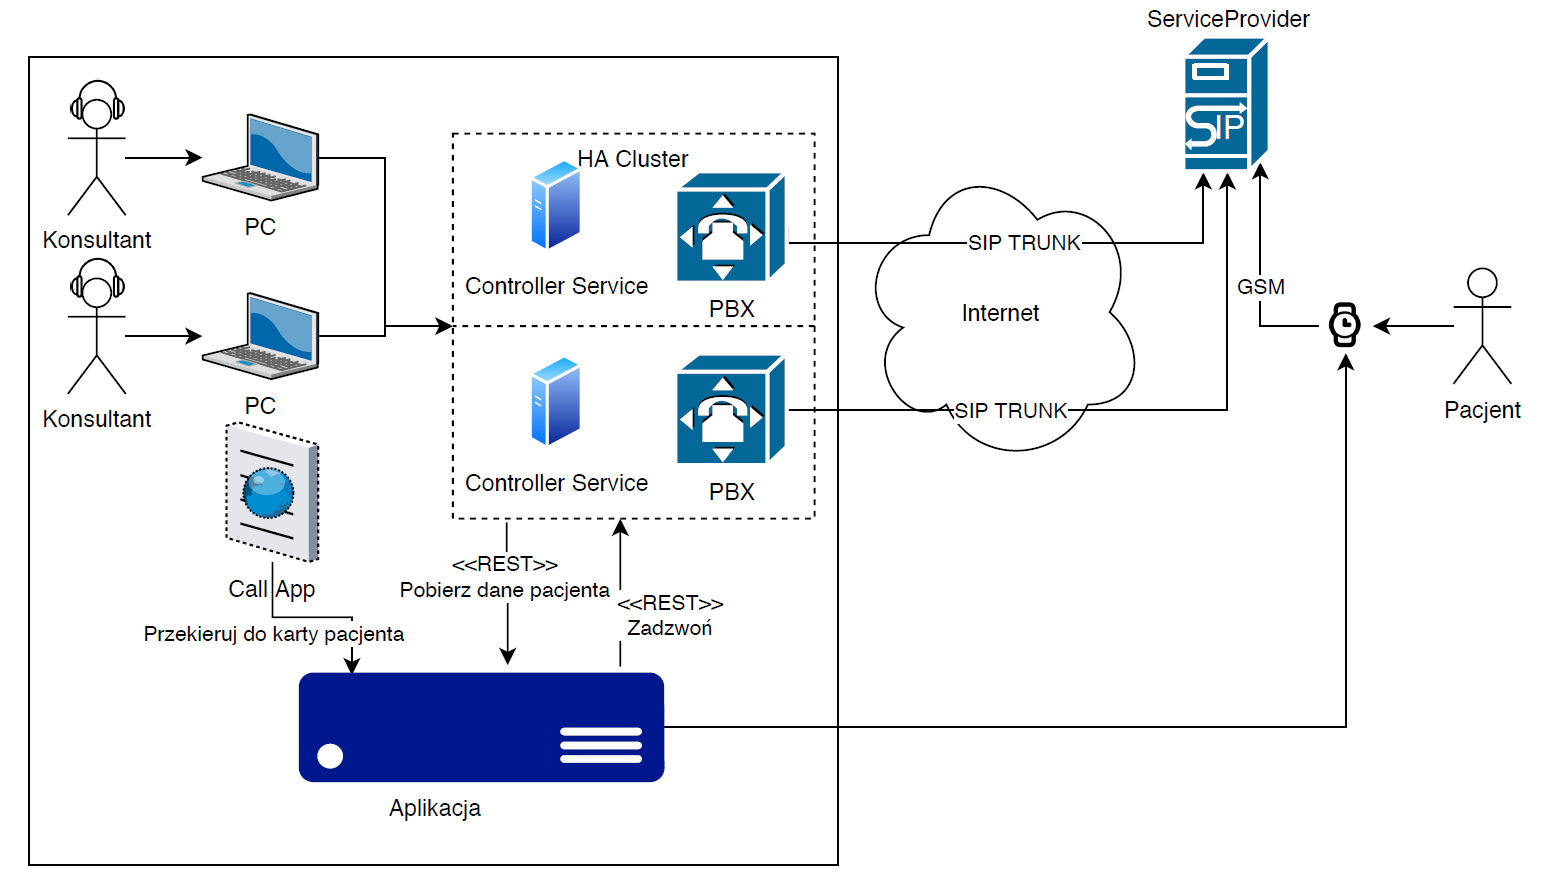 ServiceProvider
SIP
HA Cluster
Konsultant
PC
Controller Service
PBX
SIP TRUNK
Internet
GSM
Konsultant
PC
Controller Service
PBX
SIP TRUNK
Pacjent
Call App
<<REST>>
Pobierz dane pacjenta
<<REST>>
Zadzwoń
Przekieruj do karty pacjenta
Aplikacja